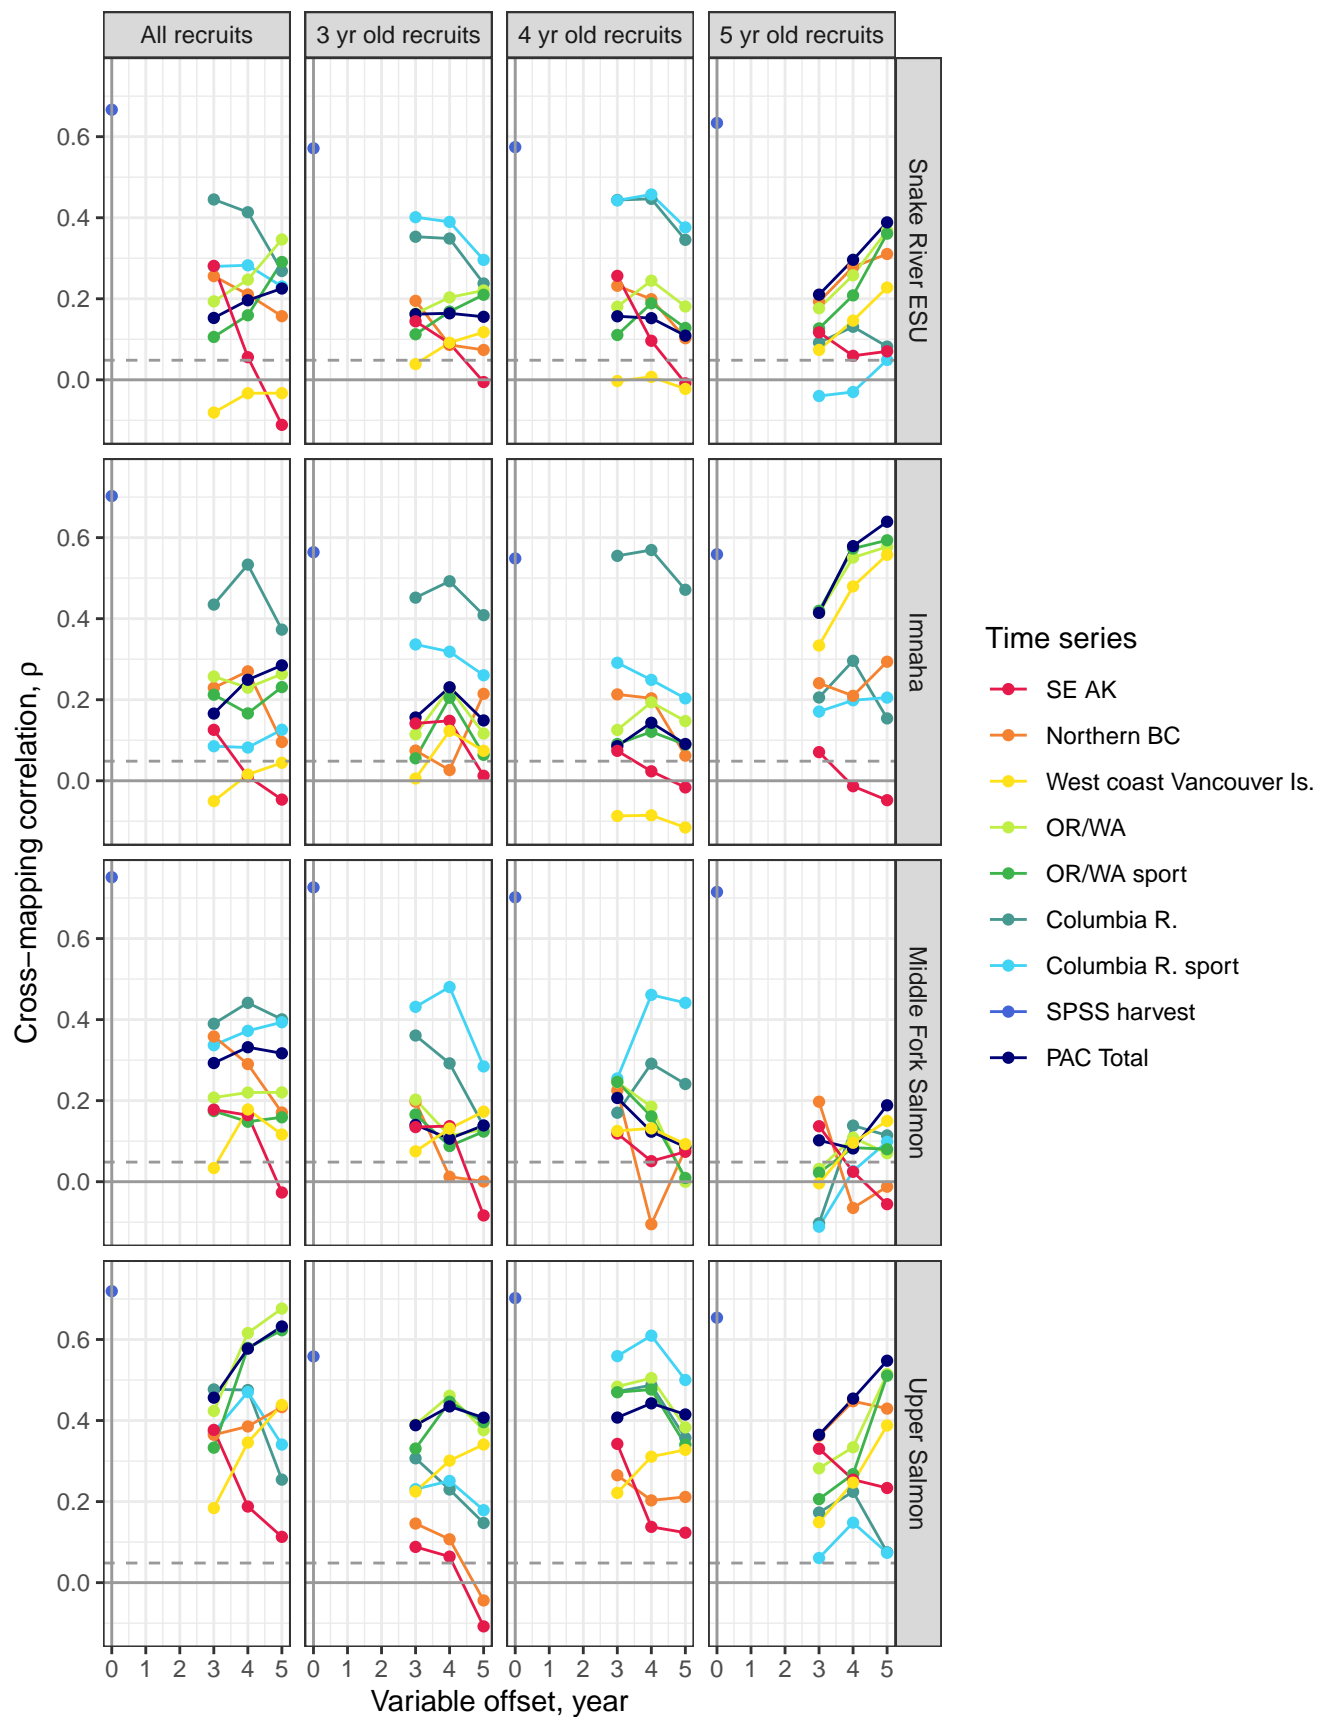 All recruits
3 yr old recruits
4 yr old recruits
5 yr old recruits
0.6
0.4
0.2
0.0
Snake River ESU
0.6
0.4
0.2
0.0
Imnaha
0.6
0.4
0.2
0.0
Middle Fork Salmon
0.6
0.4
0.2
0.0
Upper Salmon
0 1 2 3 4 5
0 1 2 3 4 5
0 1 2 3 4 5
0 1 2 3 4 5
Variable offset, year
Cross−mapping correlation, ρ
Time series
SE AK
Northern BC
West coast Vancouver Is.
OR/WA
OR/WA sport
Columbia R.
Columbia R. sport
SPSS harvest
PAC Total